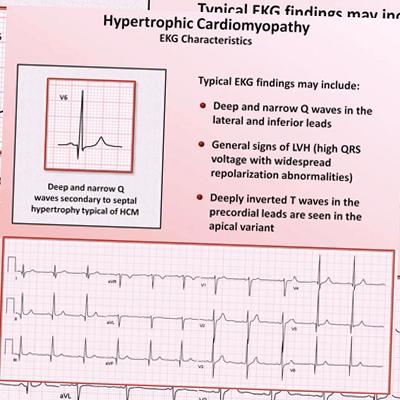 Typical EKG findings may inc
Hypertrophic Cardiomyopathy
EKG Characteristics
Typical EKG findings may include:
V6
Deep and narrow Q waves in the
lateral and inferior leads
General signs of LVH (high QRS
voltage with widespread
repolarization abnormalities)
Deep and narrow Q
waves secondary to septal
hypertrophy typical of HCM
Deeply inverted T waves in the
precordial leads are seen in the
apical variant
I aVR V1 V4
II aVL V2 V5
III aVF V3 V6
aVL